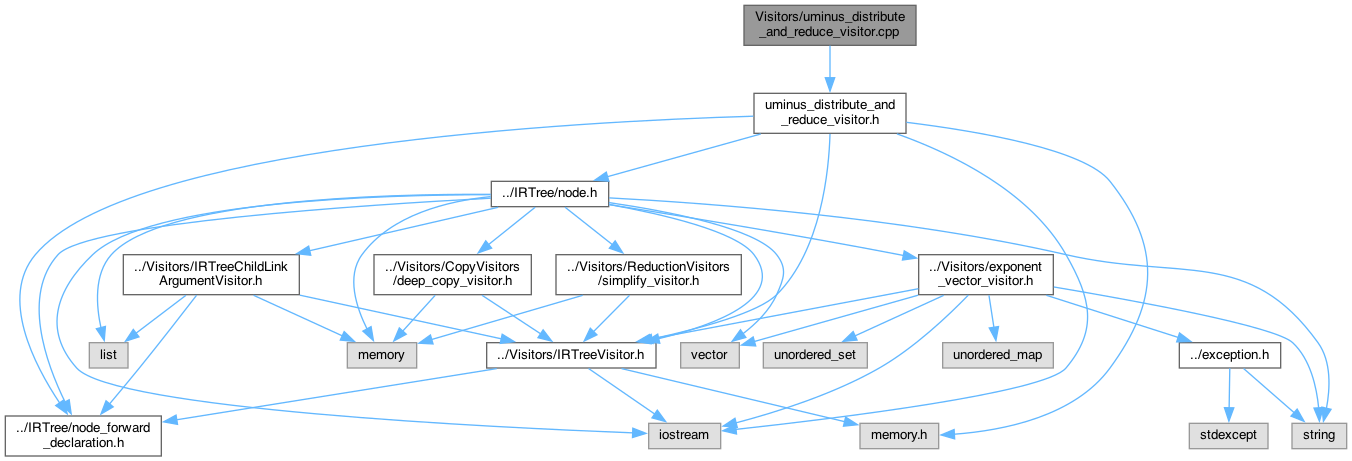 Visitors/uminus_distribute
_and_reduce_visitor.cpp
uminus_distribute_and
_reduce_visitor.h
../IRTree/node.h
../Visitors/IRTreeChildLink
ArgumentVisitor.h
../Visitors/CopyVisitors
/deep_copy_visitor.h
../Visitors/ReductionVisitors
/simplify_visitor.h
../Visitors/exponent
_vector_visitor.h
list
memory
../Visitors/IRTreeVisitor.h
vector
unordered_set
unordered_map
../exception.h
../IRTree/node_forward
_declaration.h
iostream
memory.h
stdexcept
string